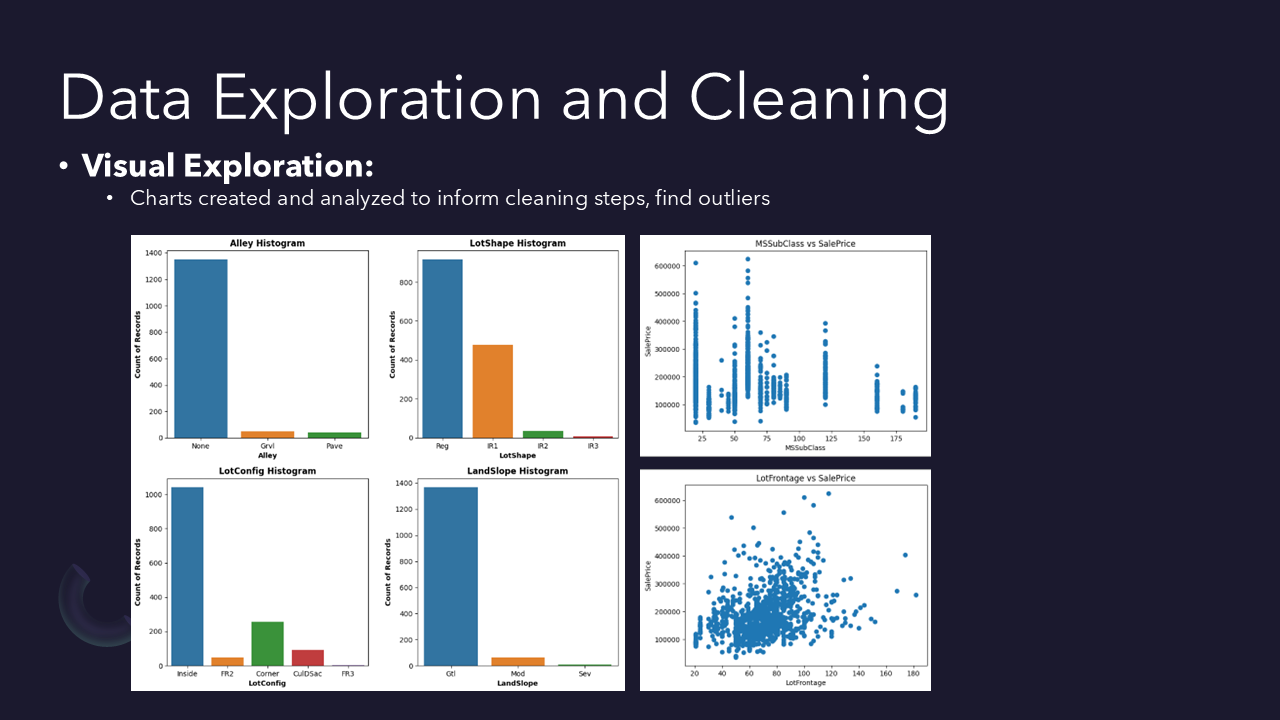 Data Exploration and Cleaning
• Visual Exploration:
• Charts created and analyzed to inform cleaning steps, find outliers
Alley Histogram
1400
1200
1000
800
600
400
200
0
Count of Records
None Grvl Pave
Alley
LotShape Histogram
800
600
400
200
0
Count of Records
Reg IR1 IR2 IR3
LotShape
LotConfig Histogram
1000
800
600
400
200
0
Count of Records
Inside FR2 Corner CulDSac FR3
LotConfig
LandSlope Histogram
1400
1200
1000
800
600
400
200
0
Count of Records
Gtl Mod Sev
LandSlope
MSSubClass vs SalePrice
600000
500000
400000
300000
200000
100000
SalePrice
25 50 75 100 125 150 175
MSSubClass
LotFrontage vs SalePrice
600000
500000
400000
300000
200000
100000
SalePrice
20 40 60 80 100 120 140 160 180
LotFrontage